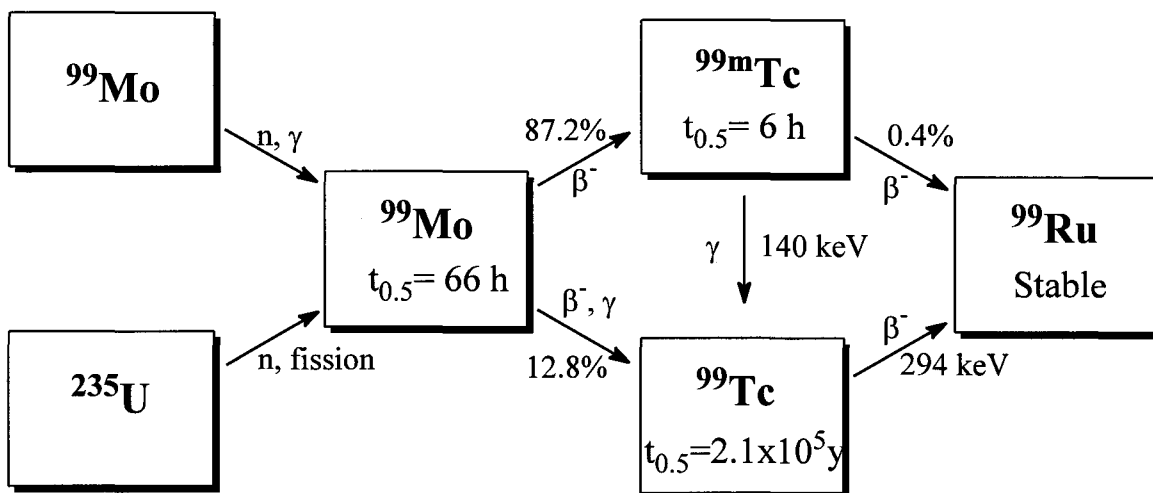 ⁹⁹Mo
n, γ
²³⁵U
n, fission
⁹⁹Mo
t₀.₅= 66 h
87.2%
β⁻
β⁻, γ
12.8%
⁹⁹ᵐTc
t₀.₅= 6 h
γ
140 keV
⁹⁹Tc
t₀.₅=2.1x10⁵y
0.4%
β⁻
β⁻
294 keV
⁹⁹Ru
Stable